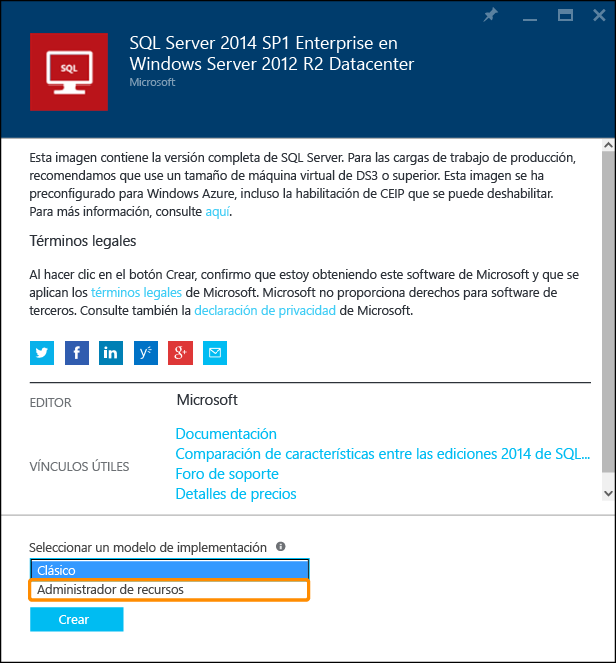 SQL
SQL Server 2014 SP1 Enterprise en
Windows Server 2012 R2 Datacenter
Microsoft
Esta imagen contiene la versión completa de SQL Server. Para las cargas de trabajo de producción,
recomendamos que use un tamaño de máquina virtual de DS3 o superior. Esta imagen se ha
preconfigurado para Windows Azure, incluso la habilitación de CEIP que se puede deshabilitar.
Para más información, consulte aquí.
Términos legales
Al hacer clic en el botón Crear, confirmo que estoy obteniendo este software de Microsoft y que se
aplican los términos legales de Microsoft. Microsoft no proporciona derechos para software de
terceros. Consulte también la declaración de privacidad de Microsoft.
EDITOR
Microsoft
VÍNCULOS ÚTILES
Documentación
Comparación de características entre las ediciones 2014 de SQL...
Foro de soporte
Detalles de precios
Seleccionar un modelo de implementación
Clásico
Administrador de recursos
Crear